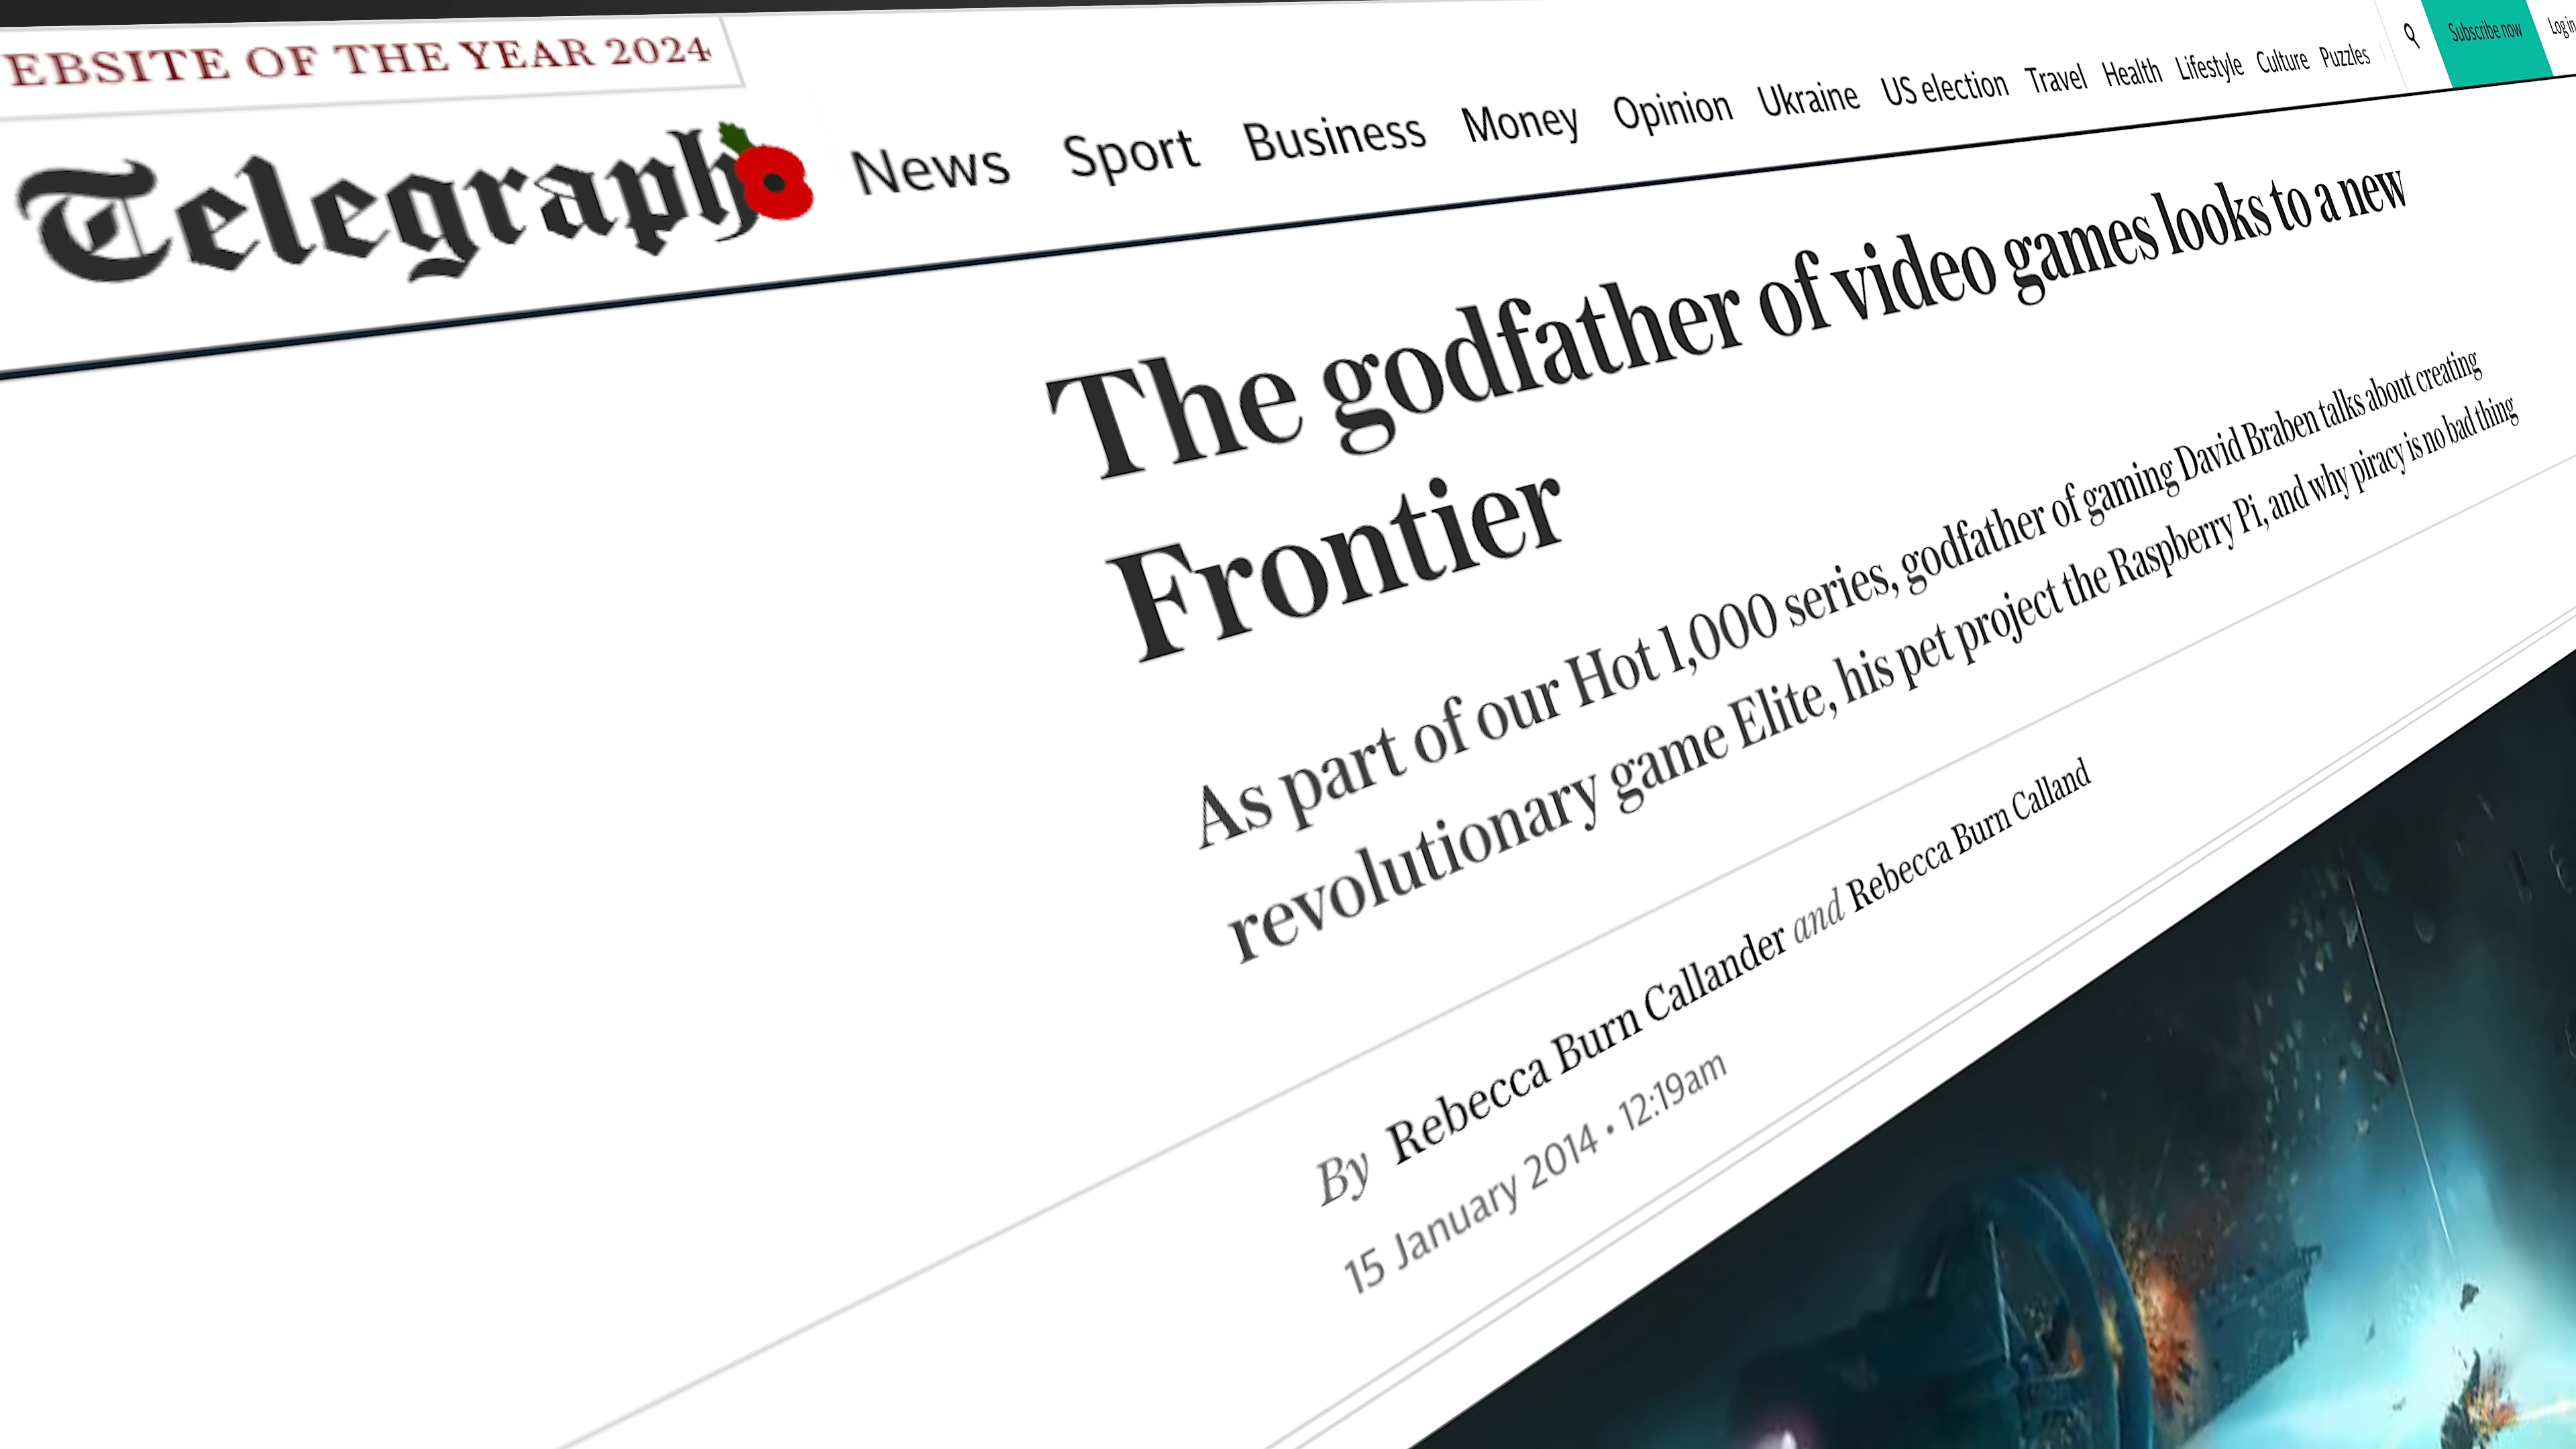 EBSITE OF THE YEAR 2024
Telegraph
News Sport Business Money Opinion Ukraine US election Travel Health Lifestyle Culture Puzzles
Subscribe now
Log in
The godfather of video games looks to a new
Frontier
As part of our Hot 1,000 series, godfather of gaming David Braben talks about creating
revolutionary game Elite, his pet project the Raspberry Pi, and why piracy is no bad thing
By Rebecca Burn Callander and Rebecca Burn Calland
15 January 2014 • 12:19am